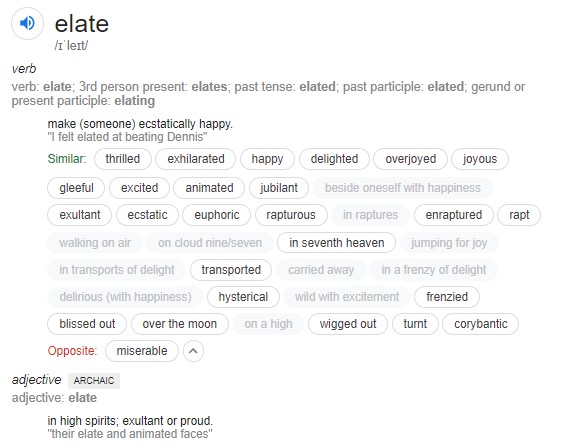 elate
/ɪˈleɪt/
verb
verb: elate; 3rd person present: elates; past tense: elated; past participle: elated; gerund or
present participle: elating
make (someone) ecstatically happy.
"I felt elated at beating Dennis"
Similar: thrilled exhilarated happy delighted overjoyed joyous
gleeful excited animated jubilant beside oneself with happiness
exultant ecstatic euphoric rapturous in raptures enraptured rapt
walking on air on cloud nine/seven in seventh heaven jumping for joy
in transports of delight transported carried away in a frenzy of delight
delirious (with happiness) hysterical wild with excitement frenzied
blissed out over the moon on a high wigged out turnt corybantic
Opposite: miserable
adjective ARCHAIC
adjective: elate
in high spirits; exultant or proud.
"their elate and animated faces"